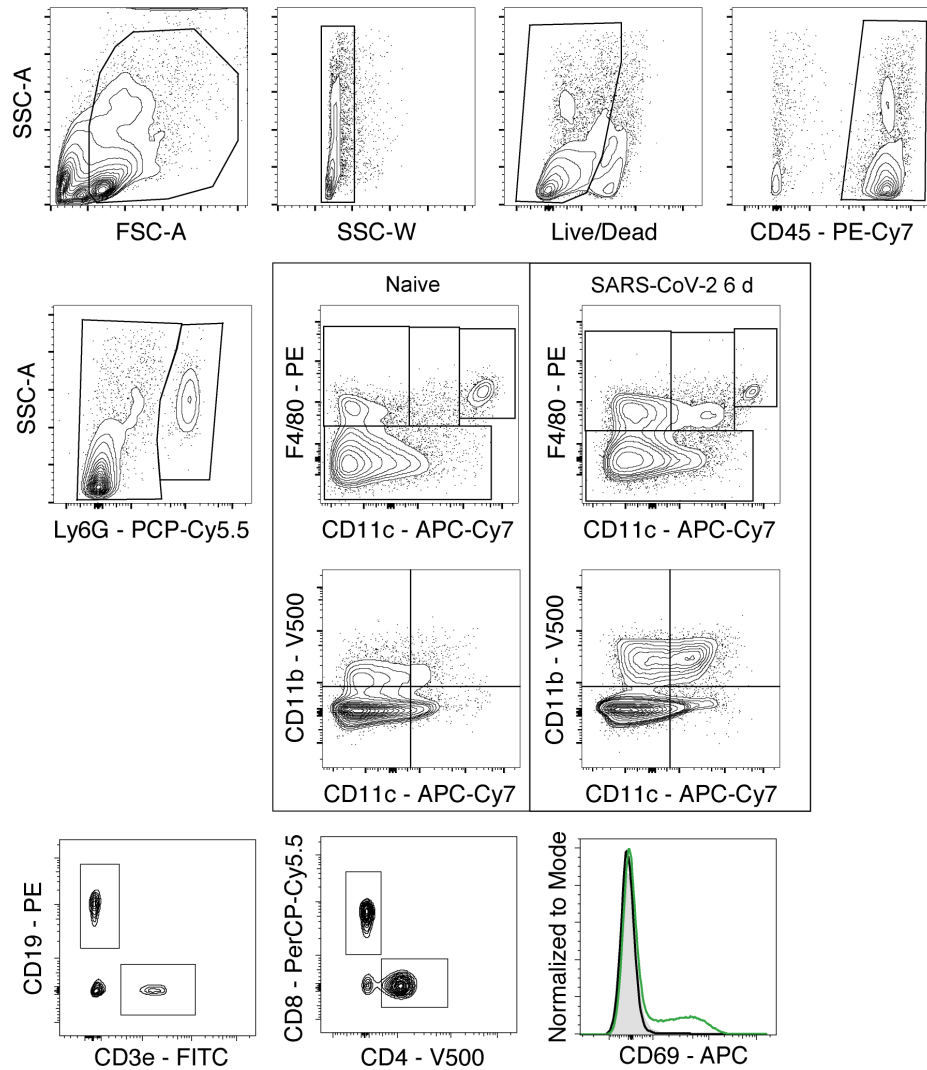 SSC-A
FSC-A
SSC-W
Live/Dead
CD45 - PE-Cy7
Naive
SARS-CoV-2 6 d
SSC-A
Ly6G - PCP-Cy5.5
F4/80 - PE
CD11c - APC-Cy7
F4/80 - PE
CD11c - APC-Cy7
CD11b - V500
CD11c - APC-Cy7
CD11b - V500
CD11c - APC-Cy7
CD19 - PE
CD3e - FITC
CD8 - PerCP-Cy5.5
CD4 - V500
Normalized to Mode
CD69 - APC